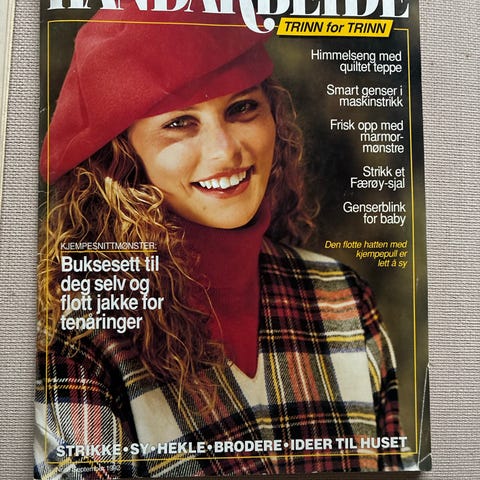 HÅNDARBEIDE
TRINN for TRINN
Himmelseng med
quiltet teppe
Smart genser i
maskinstrikk
Frisk opp med
marmor-
mønstre
Strikk et
Færøy-sjal
Genserblink
for baby
Den flotte hatten med
kjempepull er
lett å sy
KJEMPESNITTMØNSTER:
Buksesett til
deg selv og
flott jakke for
tenåringer
STRIKKE•SY•HEKLE•BRODERE•IDEER TIL HUSET
September 1992